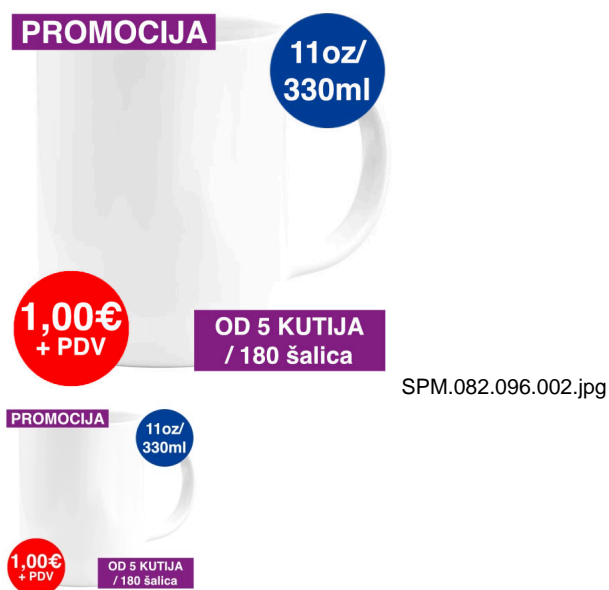 PROMOCIJA
11oz/
330ml
1,00€
+ PDV
OD 5 KUTIJA
/ 180 šalica
SPM.082.096.002.jpg
PROMOCIJA
11oz/
330ml
1,00€
+ PDV
OD 5 KUTIJA
/ 180 šalica